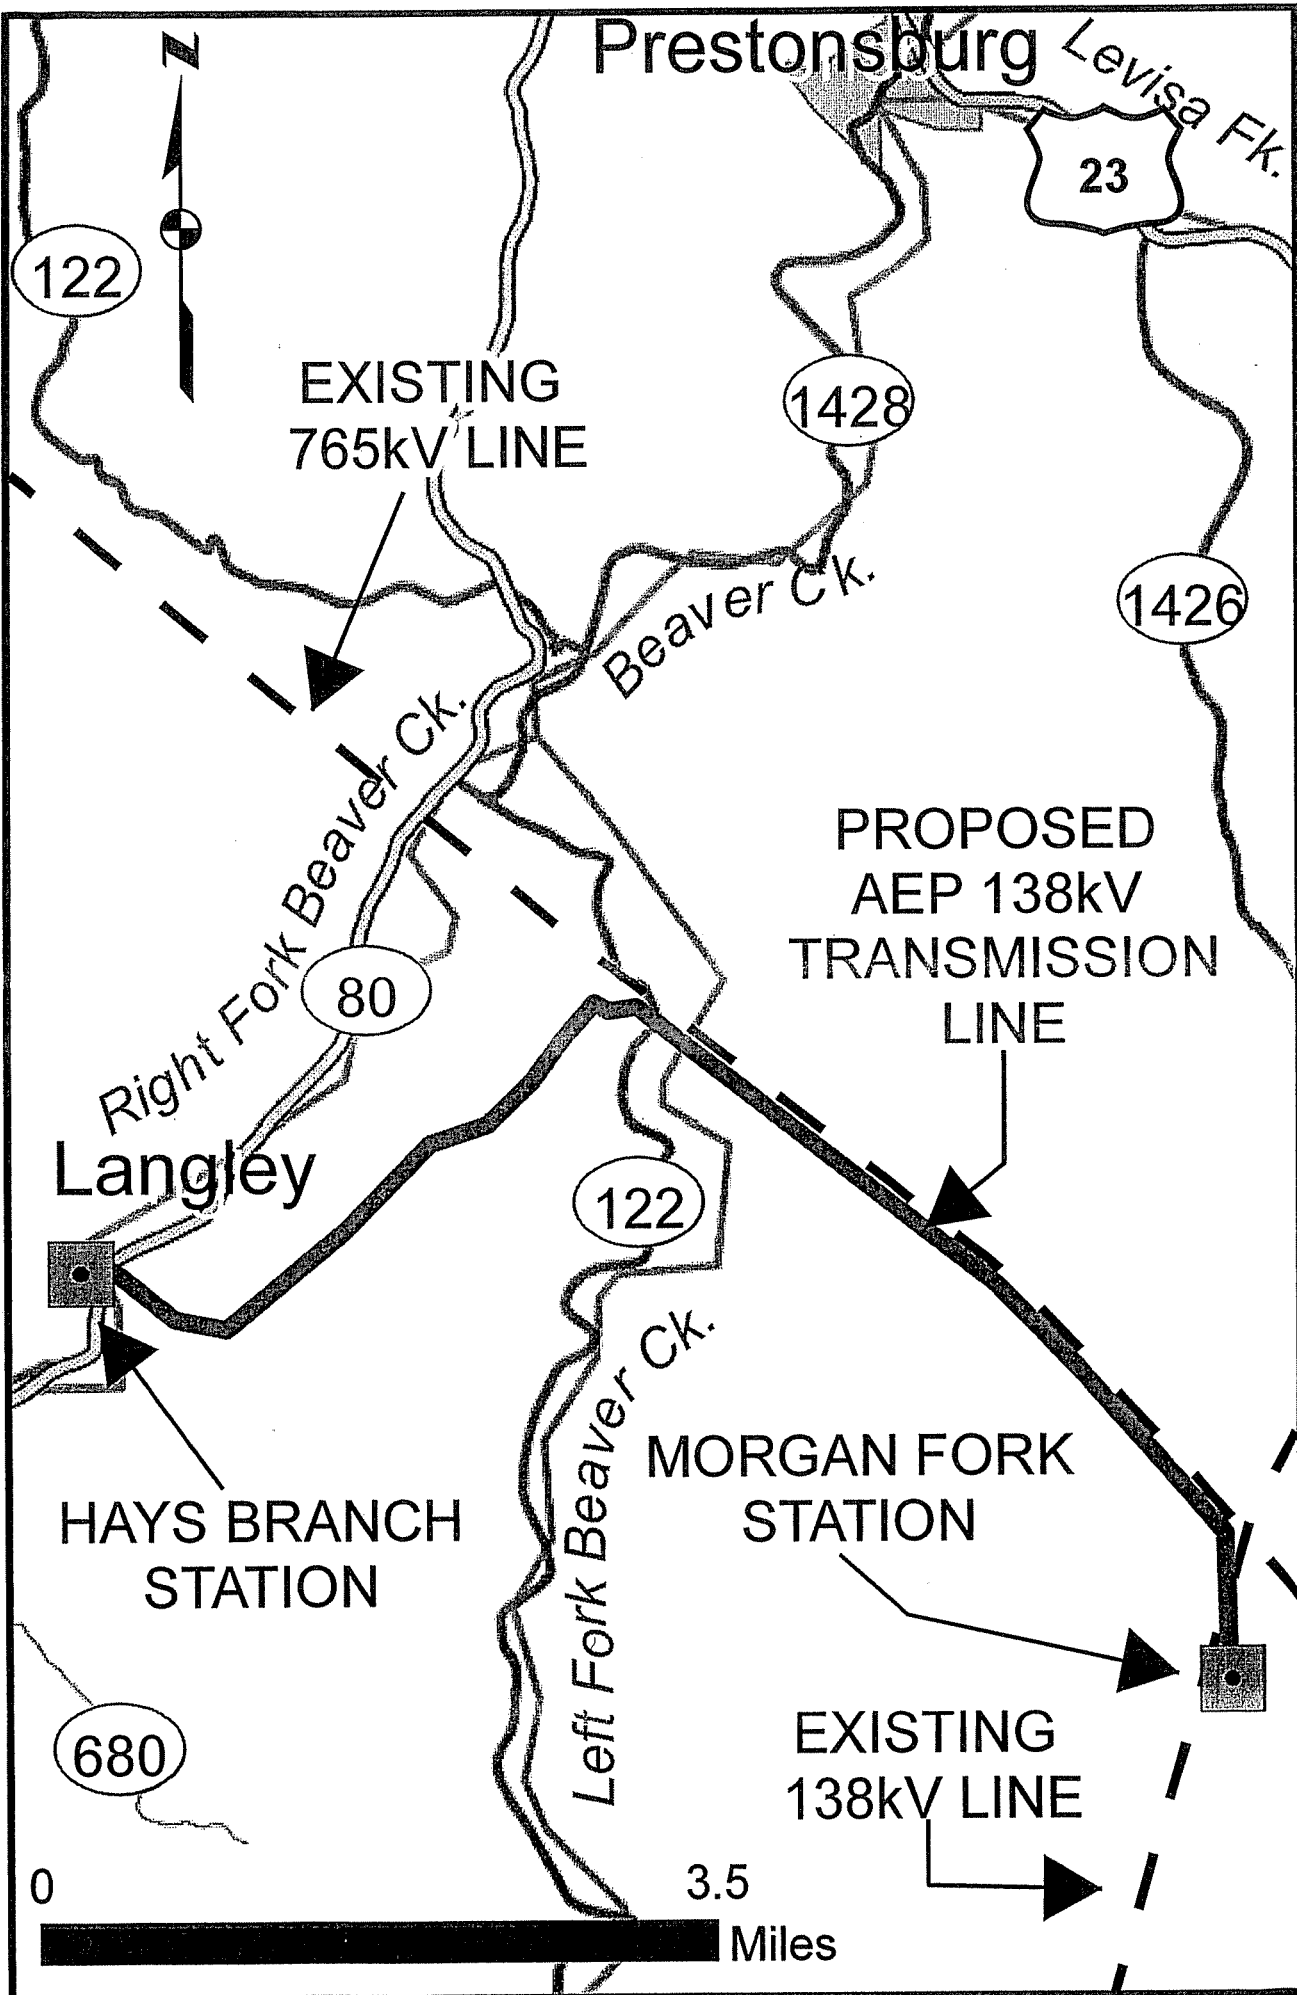 Prestonsburg
Levisa Fk.
N
23
122
EXISTING
765kV LINE
1428
1426
Beaver Ck.
Right Fork Beaver Ck.
PROPOSED
AEP 138kV
TRANSMISSION
LINE
80
Langley
122
Left Fork Beaver Ck.
MORGAN FORK
STATION
HAYS BRANCH
STATION
680
EXISTING
138kV LINE
0
3.5
Miles